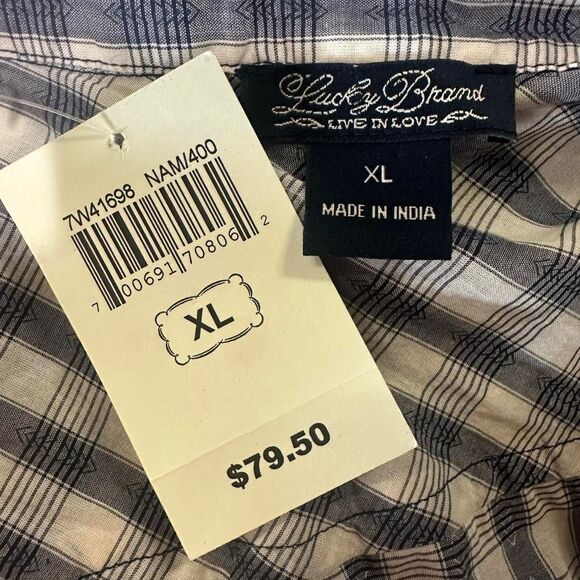 Lucky Brand
LIVE IN LOVE
XL
MADE IN INDIA
7W41698 NAM/400
7 00691 70806 2
XL
$79.50